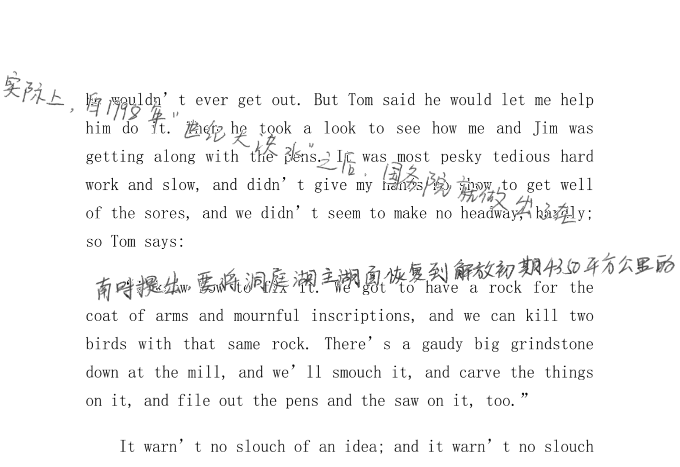 he wouldn't ever get out. But Tom said he would let me help
him do it. Then he took a look to see how me and Jim was
getting along with the pens. It was most pesky tedious hard
work and slow, and didn't give my hands no show to get well
of the sores, and we didn't seem to make no headway, hardly;
so Tom says:
know how to fix it. We got to have a rock for the
coat of arms and mournful inscriptions, and we can kill two
birds with that same rock. There's a gaudy big grindstone
down at the mill, and we'll smouch it, and carve the things
on it, and file out the pens and the saw on it, too.”
It warn't no slouch of an idea; and it warn't no slouch
实际上，自1998年“世纪大洪水”之后，国务院就做出
提出，要将洞庭湖主湖面恢复到解放初期4350平方公里的